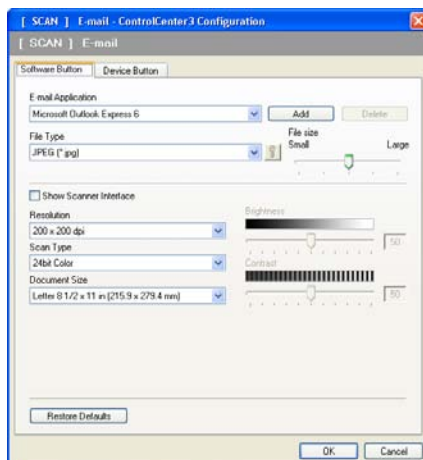 [ SCAN ]  E-mail - ControlCenter3 Configuration
[ SCAN ]  E-mail
Software Button
Device Button
E-mail Application
Microsoft Outlook Express 6
Add
Delete
File Type
File size
Small
Large
JPEG (*.jpg)
Show Scanner Interface
Resolution
Brightness
200 x 200 dpi
50
Scan Type
24bit Color
Contrast
Document Size
Letter 8 1/2 x 11 in (215.9 x 279.4 mm)
50
Restore Defaults
OK
Cancel